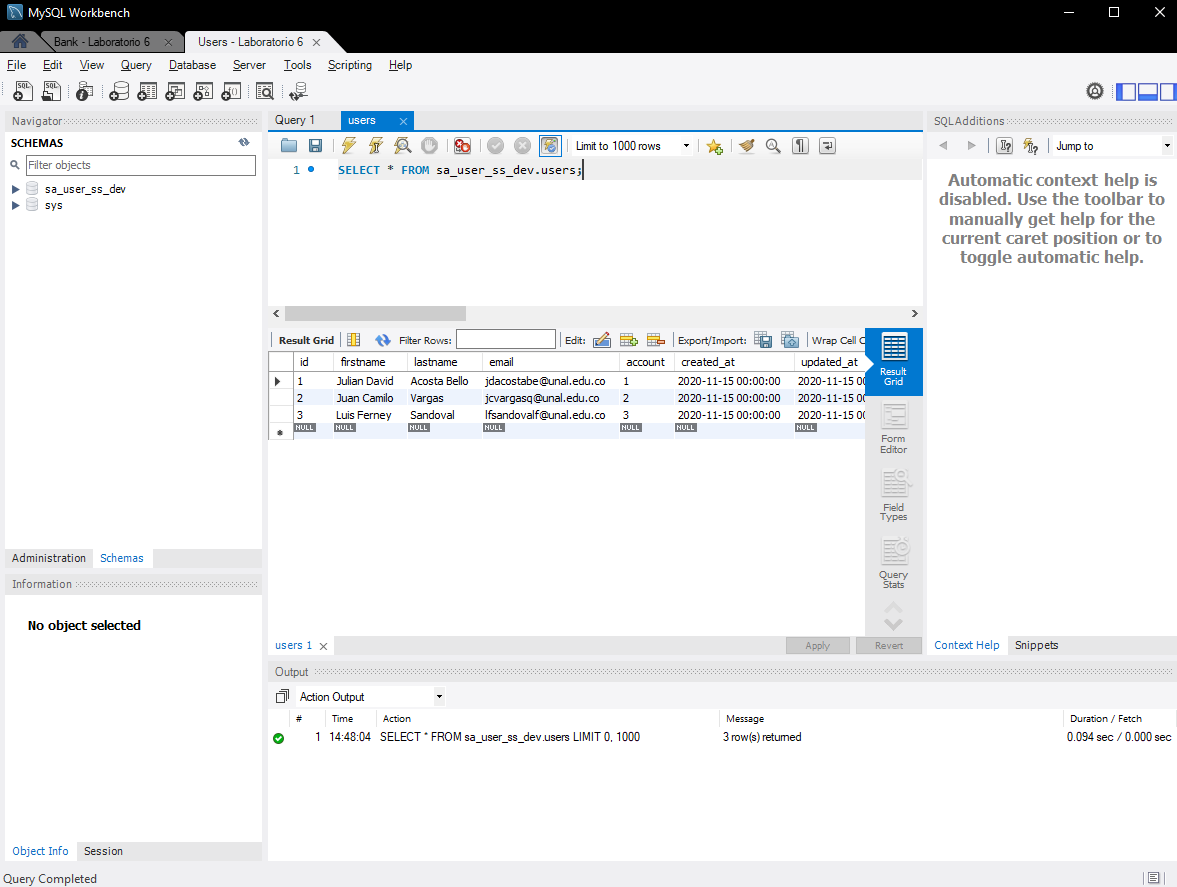 MySQL Workbench
Bank - Laboratorio 6
Users - Laboratorio 6
File Edit View Query Database Server Tools Scripting Help
Navigator
SCHEMAS
Filter objects
sa_user_ss_dev
sys
Administration Schemas
Information
No object selected
Object Info Session
Query 1
users
Limit to 1000 rows
1 SELECT * FROM sa_user_ss_dev.users;
Result Grid Filter Rows: Edit: Export/Import: Wrap Cell C
id firstname lastname email account created_at updated_at
1 Julian David Acosta Bello jdacostabe@unal.edu.co 1 2020-11-15 00:00:00 2020-11-15 00
2 Juan Camilo Vargas jcvargasq@unal.edu.co 2 2020-11-15 00:00:00 2020-11-15 00
3 Luis Ferney Sandoval lfsandovalf@unal.edu.co 3 2020-11-15 00:00:00 2020-11-15 00
NULL NULL NULL NULL NULL NULL NULL
Result
Grid
Form
Editor
Field
Types
Query
Stats
users 1
Apply Revert
SQLAdditions
Jump to
Automatic context help is
disabled. Use the toolbar to
manually get help for the
current caret position or to
toggle automatic help.
Context Help Snippets
Output
Action Output
# Time Action Message Duration / Fetch
1 14:48:04 SELECT * FROM sa_user_ss_dev.users LIMIT 0, 1000 3 row(s) returned 0.094 sec / 0.000 sec
Query Completed